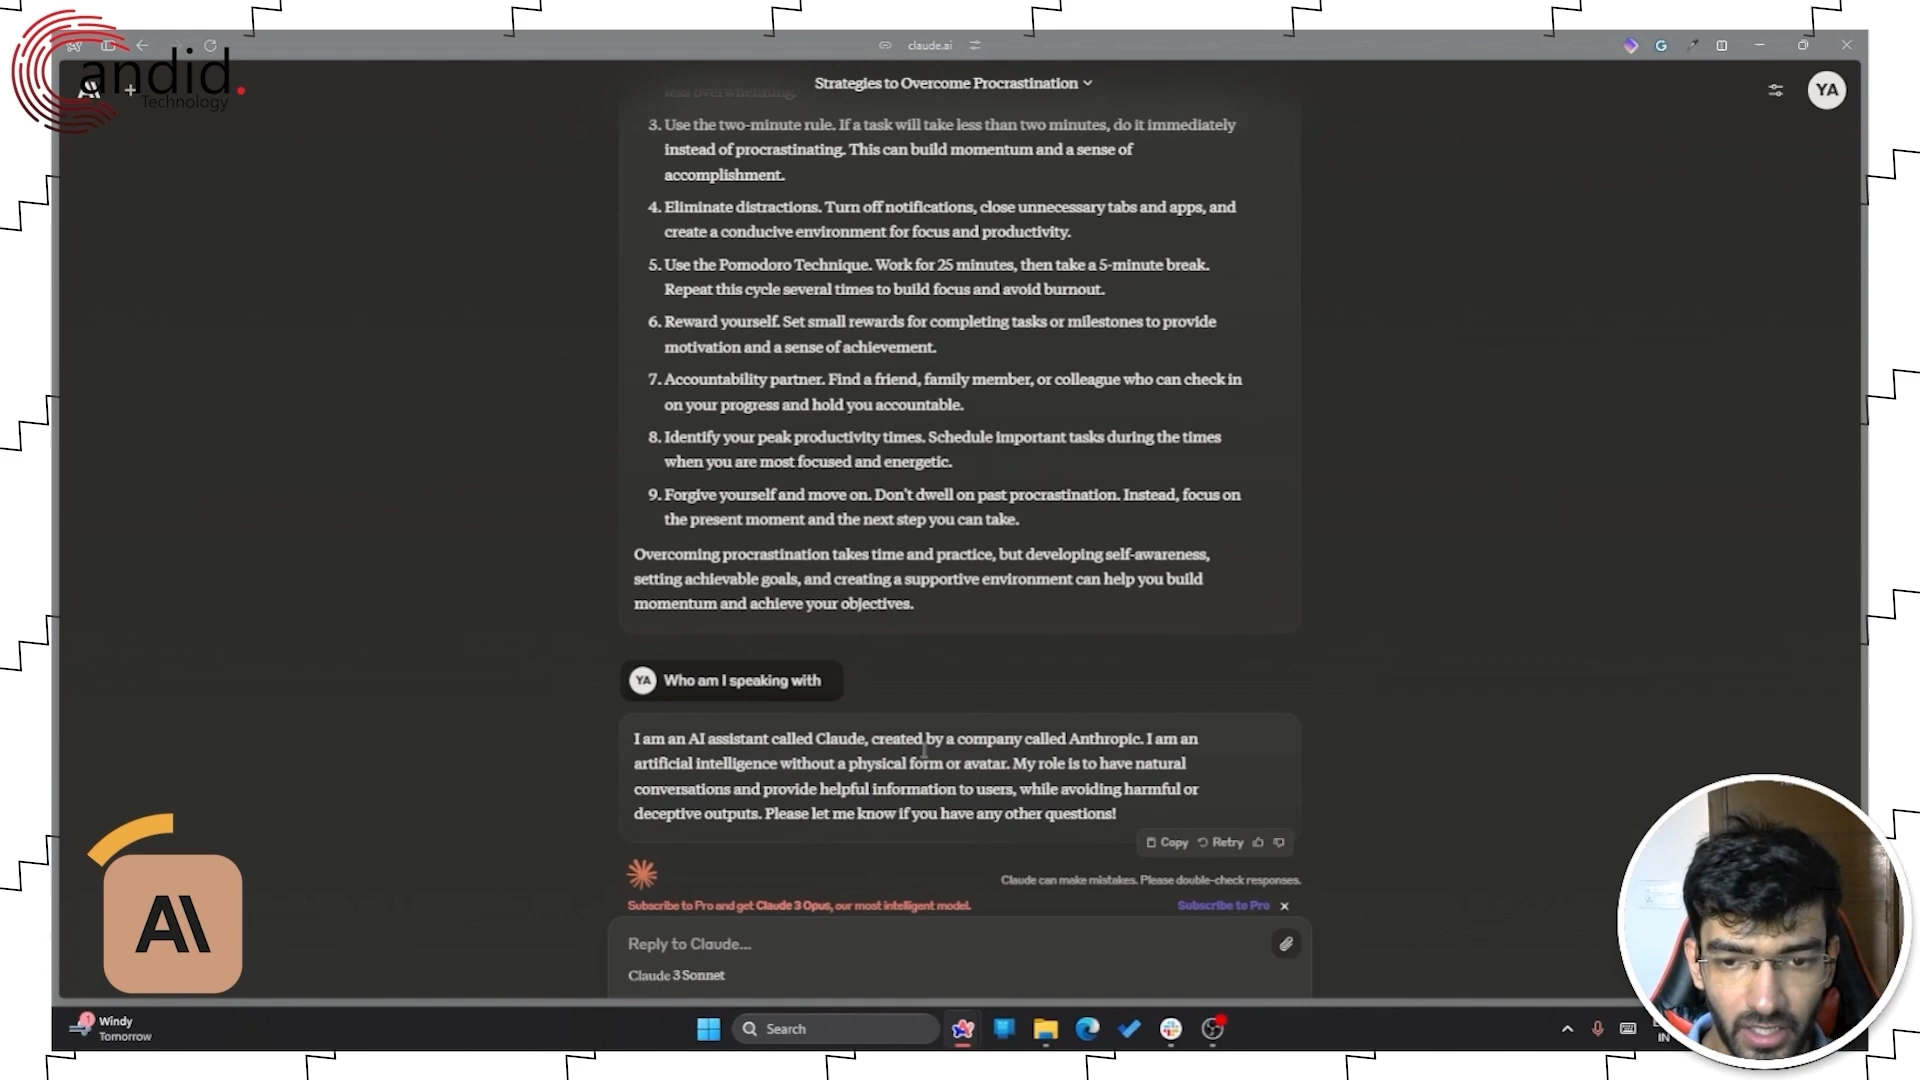 andid.
Technology
claude.ai
AI
Strategies to Overcome Procrastination
YA
less overwhelming.
3. Use the two-minute rule. If a task will take less than two minutes, do it immediately
instead of procrastinating. This can build momentum and a sense of
accomplishment.
4. Eliminate distractions. Turn off notifications, close unnecessary tabs and apps, and
create a conducive environment for focus and productivity.
5. Use the Pomodoro Technique. Work for 25 minutes, then take a 5-minute break.
Repeat this cycle several times to build focus and avoid burnout.
6. Reward yourself. Set small rewards for completing tasks or milestones to provide
motivation and a sense of achievement.
7. Accountability partner. Find a friend, family member, or colleague who can check in
on your progress and hold you accountable.
8. Identify your peak productivity times. Schedule important tasks during the times
when you are most focused and energetic.
9. Forgive yourself and move on. Don't dwell on past procrastination. Instead, focus on
the present moment and the next step you can take.
Overcoming procrastination takes time and practice, but developing self-awareness,
setting achievable goals, and creating a supportive environment can help you build
momentum and achieve your objectives.
YA Who am I speaking with
I am an AI assistant called Claude, created by a company called Anthropic. I am an
artificial intelligence without a physical form or avatar. My role is to have natural
conversations and provide helpful information to users, while avoiding harmful or
deceptive outputs. Please let me know if you have any other questions!
Copy Retry
Claude can make mistakes. Please double-check responses.
Subscribe to Pro and get Claude 3 Opus, our most intelligent model. Subscribe to Pro
Reply to Claude...
Claude 3 Sonnet
A\
1
Windy
Tomorrow
Search
IN